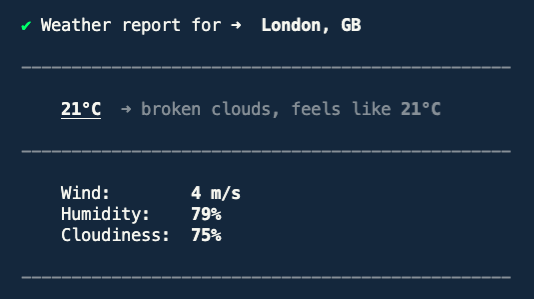 ✔ Weather report for ➜ London, GB
21°C ➜ broken clouds, feels like 21°C
Wind: 4 m/s
Humidity: 79%
Cloudiness: 75%